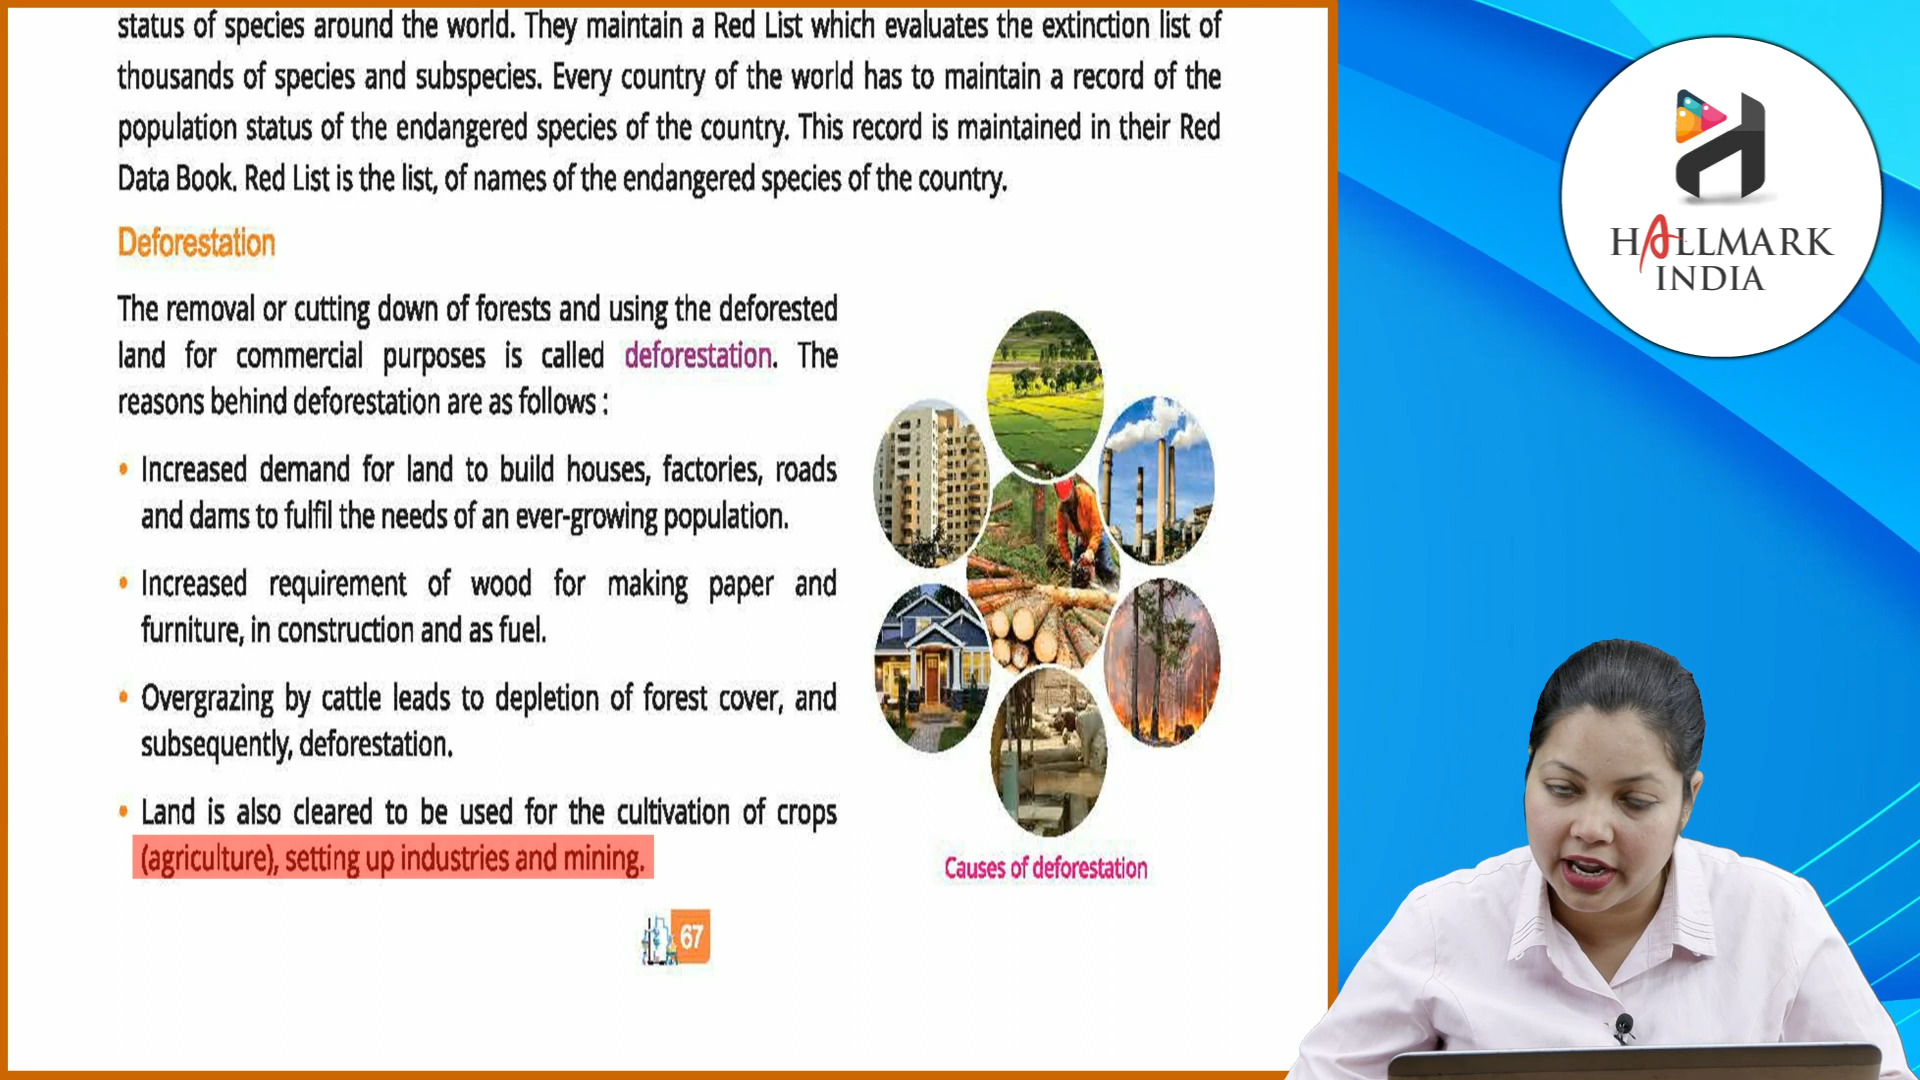 status of species around the world. They maintain a Red List which evaluates the extinction list of
thousands of species and subspecies. Every country of the world has to maintain a record of the
population status of the endangered species of the country. This record is maintained in their Red
Data Book. Red List is the list, of names of the endangered species of the country.
Deforestation
The removal or cutting down of forests and using the deforested
land for commercial purposes is called deforestation. The
reasons behind deforestation are as follows :
• Increased demand for land to build houses, factories, roads
and dams to fulfil the needs of an ever-growing population.
• Increased requirement of wood for making paper and
furniture, in construction and as fuel.
• Overgrazing by cattle leads to depletion of forest cover, and
subsequently, deforestation.
• Land is also cleared to be used for the cultivation of crops
(agriculture), setting up industries and mining.
Causes of deforestation
67
HALLMARK
INDIA